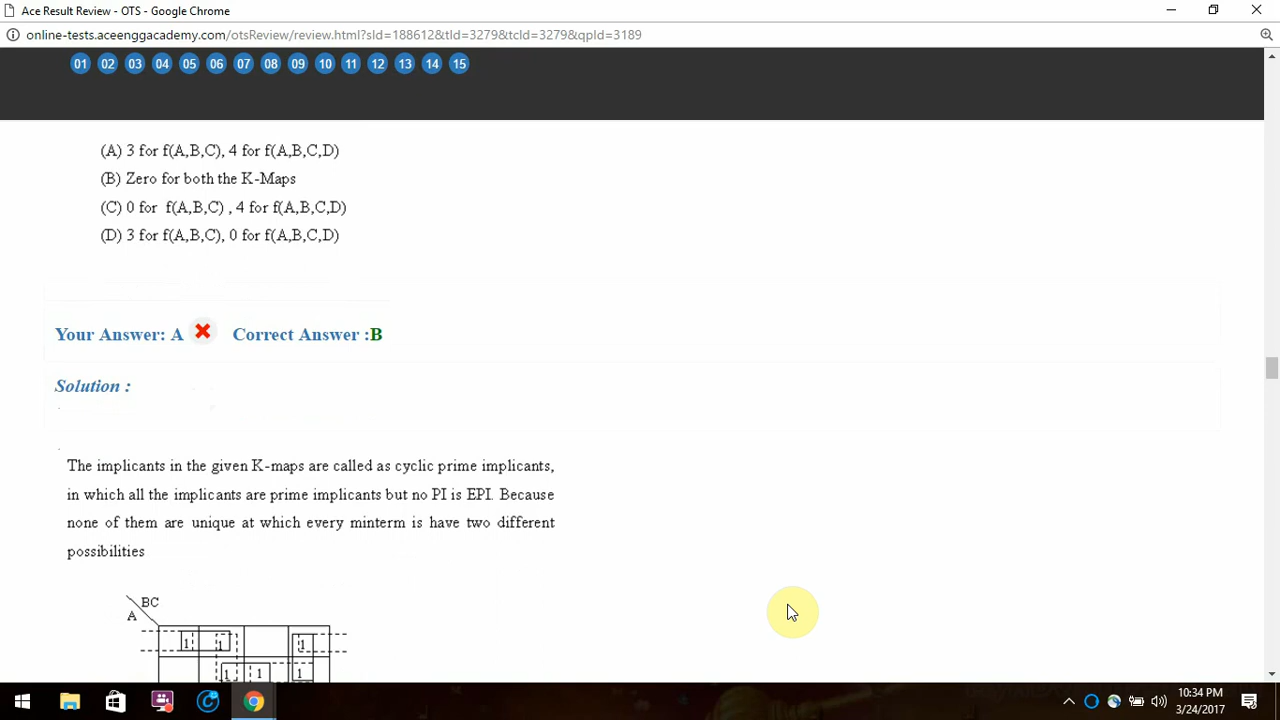 Ace Result Review - OTS - Google Chrome
online-tests.aceenggacademy.com/otsReview/review.html?sId=188612&tId=3279&tcId=3279&qpId=3189
01 02 03 04 05 06 07 08 09 10 11 12 13 14 15
(A) 3 for f(A,B,C), 4 for f(A,B,C,D)
(B) Zero for both the K-Maps
(C) 0 for f(A,B,C) , 4 for f(A,B,C,D)
(D) 3 for f(A,B,C), 0 for f(A,B,C,D)
Your Answer: A Correct Answer :B
Solution :
The implicants in the given K-maps are called as cyclic prime implicants,
in which all the implicants are prime implicants but no PI is EPI. Because
none of them are unique at which every minterm is have two different
possibilities
BC
A
1 1 1
1 1 1
10:34 PM
3/24/2017